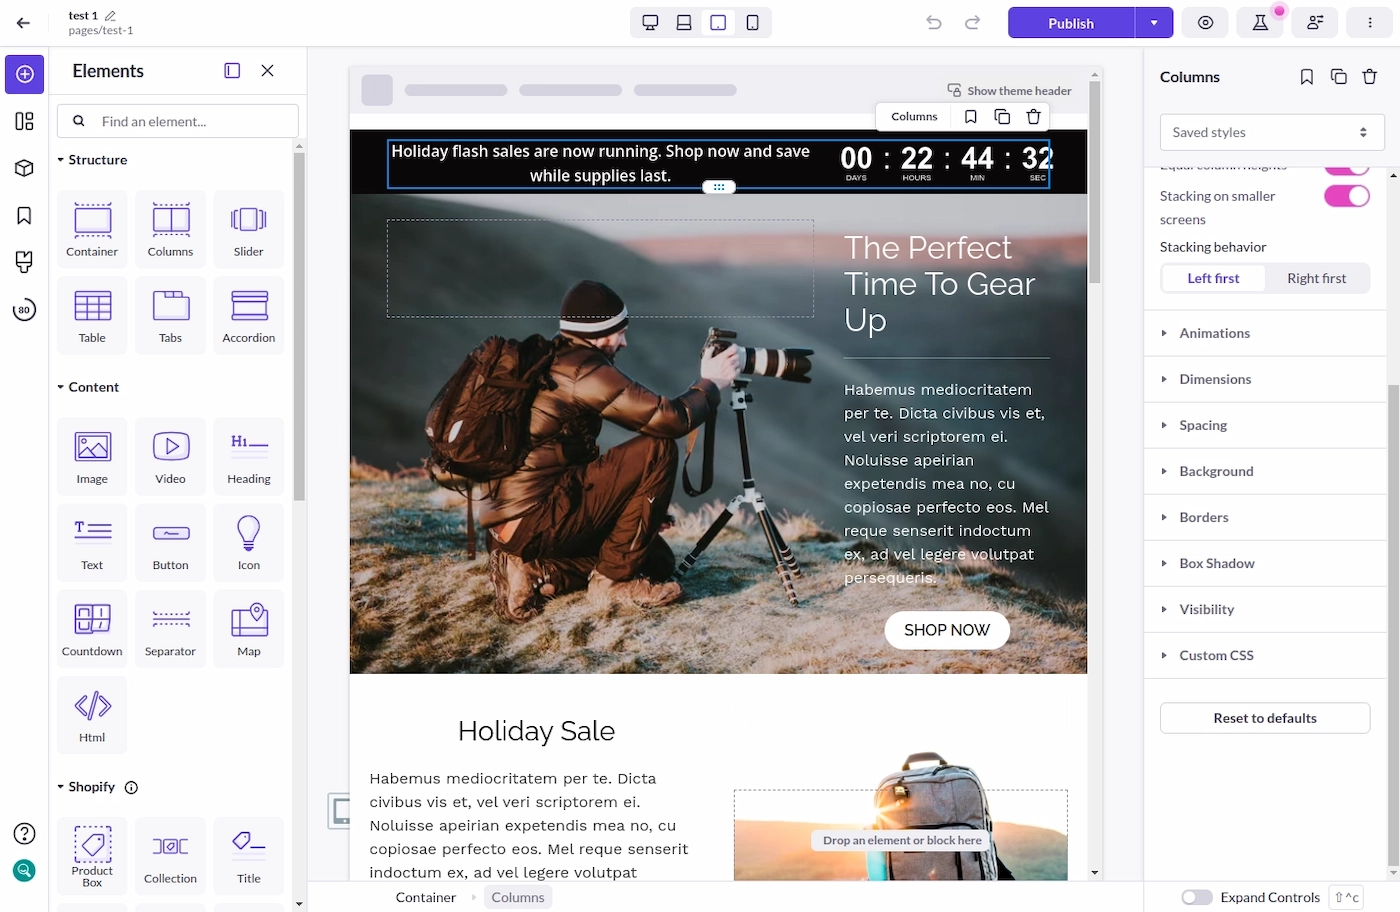 test 1
pages/test-1
Publish
Elements
Find an element...
Structure
Container
Columns
Slider
Table
Tabs
Accordion
Content
Image
Video
H1
Heading
T
Text
Button
Icon
Countdown
Separator
Map
Html
Shopify
Product
Box
Collection
Title
80
Show theme header
Columns
Holiday flash sales are now running. Shop now and save
while supplies last.
00 : 22 : 44 : 32
DAYS HOURS MIN SEC
The Perfect
Time To Gear
Up
Habemus mediocritatem
per te. Dicta civibus vis et,
vel veri scriptorem ei.
Noluisse apeirian
expetendis mea no, cu
copiosae perfecto eos. Mel
reque senserit indoctum
ex, ad vel legere volutpat
persequeris.
SHOP NOW
Holiday Sale
Habemus mediocritatem per te. Dicta
civibus vis et, vel veri scriptorem ei.
Noluisse apeirian expetendis mea no, cu
copiosae perfecto eos. Mel reque senserit
indoctum ex, ad vel legere volutpat
Drop an element or block here
Container
Columns
Columns
Saved styles
Equal column heights
Stacking on smaller
screens
Stacking behavior
Left first
Right first
Animations
Dimensions
Spacing
Background
Borders
Box Shadow
Visibility
Custom CSS
Reset to defaults
Expand Controls
⇧^c